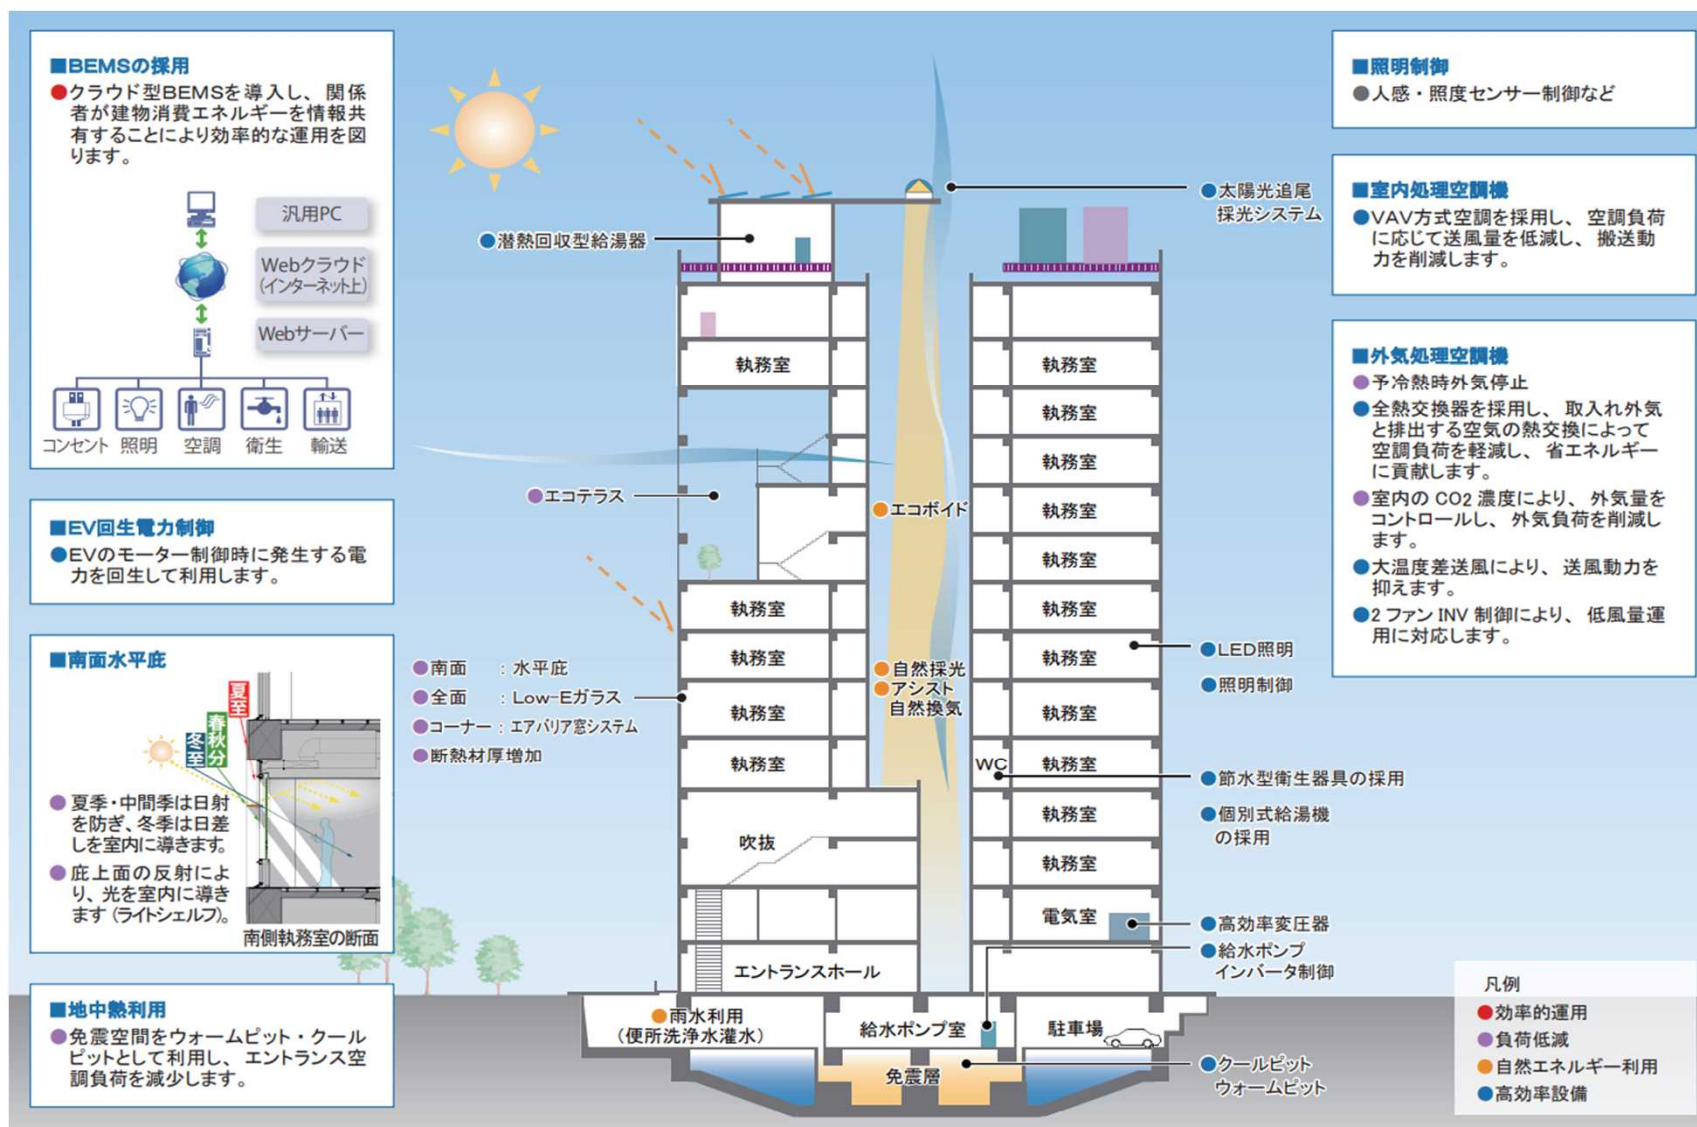 ■BEMSの採用
●クラウド型BEMSを導入し、関係
者が建物消費エネルギーを情報共
有することにより効率的な運用を図
ります。
汎用PC
Webクラウド
(インターネット上)
Webサーバー
コンセント 照明 空調 衛生 輸送
■EV回生電力制御
●EVのモーター制御時に発生する電
力を回生して利用します。
■南面水平庇
夏至
春秋分
冬至
●夏季・中間季は日射
を防ぎ、冬季は日差
しを室内に導きます。
●庇上面の反射によ
り、光を室内に導き
ます(ライトシェルフ)。
南側執務室の断面
■地中熱利用
●免震空間をウォームピット・クール
ピットとして利用し、エントランス空
調負荷を減少します。
●潜熱回収型給湯器
●太陽光追尾
採光システム
執務室
執務室
執務室
執務室
●エコテラス
●エコボイド
執務室
執務室
執務室
執務室
執務室
執務室
●LED照明
●照明制御
●南面 :水平庇
●全面 :Low-Eガラス
●コーナー:エアバリア窓システム
●断熱材厚増加
●自然採光
●アシスト
自然換気
執務室
執務室
執務室
WC
執務室
●節水型衛生器具の採用
●個別式給湯機
の採用
吹抜
執務室
執務室
電気室
●高効率変圧器
●給水ポンプ
インバータ制御
エントランスホール
●雨水利用
(便所洗浄水灌水)
給水ポンプ室
駐車場
免震層
●クールピット
ウォームピット
■照明制御
●人感・照度センサー制御など
■室内処理空調機
●VAV方式空調を採用し、空調負荷
に応じて送風量を低減し、搬送動
力を削減します。
■外気処理空調機
●予冷熱時外気停止
●全熱交換器を採用し、取入れ外気
と排出する空気の熱交換によって
空調負荷を軽減し、省エネルギー
に貢献します。
●室内の CO2 濃度により、外気量を
コントロールし、外気負荷を削減し
ます。
●大温度差送風により、送風動力を
抑えます。
●2 ファン INV 制御により、低風量運
用に対応します。
凡例
●効率的運用
●負荷低減
●自然エネルギー利用
●高効率設備